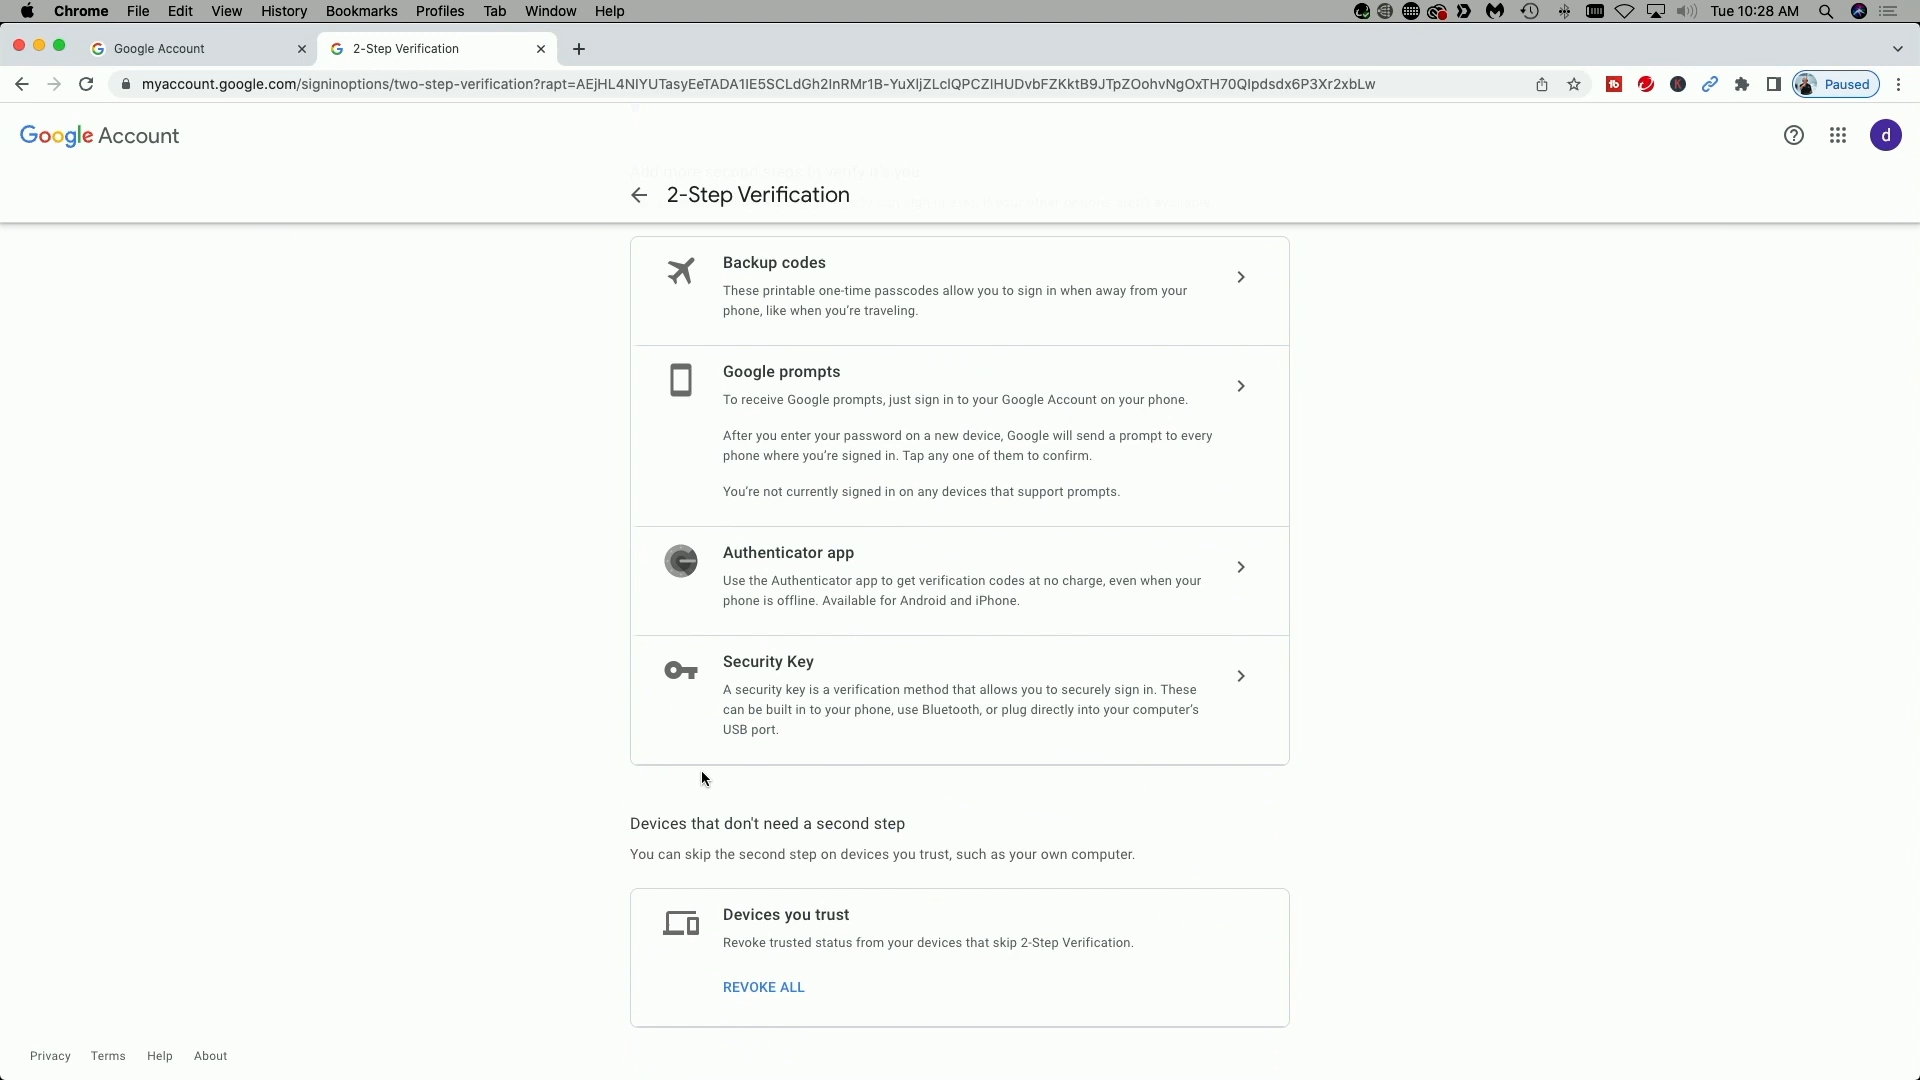 Chrome File Edit View History Bookmarks Profiles Tab Window Help Tue 10:28 AM
Google Account 2-Step Verification
Paused
Google Account
d
Add more second steps to verify it's you
2-Step Verification
Backup codes
These printable one-time passcodes allow you to sign in when away from your
phone, like when you're traveling.
Google prompts
To receive Google prompts, just sign in to your Google Account on your phone.
After you enter your password on a new device, Google will send a prompt to every
phone where you're signed in. Tap any one of them to confirm.
You're not currently signed in on any devices that support prompts.
Authenticator app
Use the Authenticator app to get verification codes at no charge, even when your
phone is offline. Available for Android and iPhone.
Security Key
A security key is a verification method that allows you to securely sign in. These
can be built in to your phone, use Bluetooth, or plug directly into your computer's
USB port.
Devices that don't need a second step
You can skip the second step on devices you trust, such as your own computer.
Devices you trust
Revoke trusted status from your devices that skip 2-Step Verification.
REVOKE ALL
Privacy Terms Help About